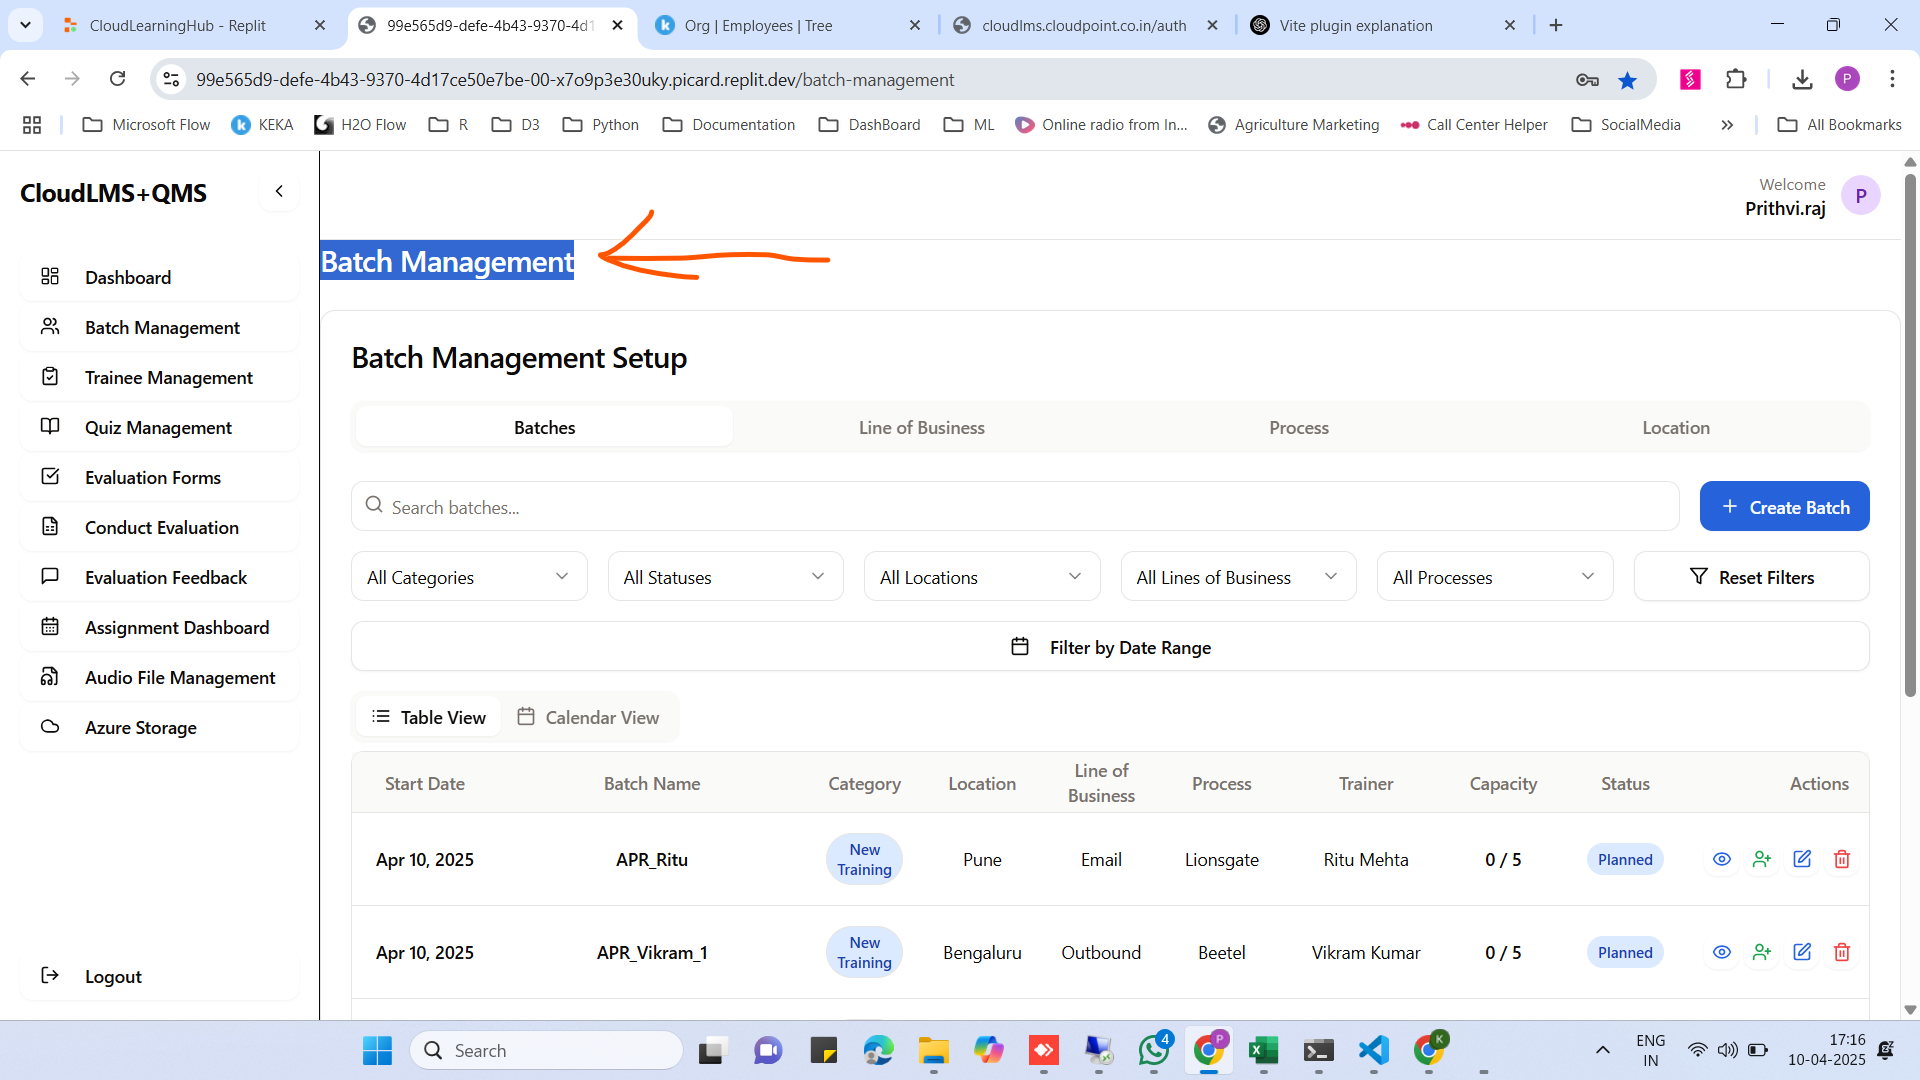 CloudLearningHub - Replit
99e565d9-defe-4b43-9370-4d1
Org | Employees | Tree
cloudlms.cloudpoint.co.in/auth
Vite plugin explanation
99e565d9-defe-4b43-9370-4d17ce50e7be-00-x7o9p3e30uky.picard.replit.dev/batch-management
P
Microsoft Flow
KEKA
H2O Flow
R
D3
Python
Documentation
DashBoard
ML
Online radio from In...
Agriculture Marketing
Call Center Helper
SocialMedia
All Bookmarks
CloudLMS+QMS
Welcome
Prithvi.raj
P
Dashboard
Batch Management
Trainee Management
Quiz Management
Evaluation Forms
Conduct Evaluation
Evaluation Feedback
Assignment Dashboard
Audio File Management
Azure Storage
Logout
Batch Management
Batch Management Setup
Batches
Line of Business
Process
Location
Search batches...
+ Create Batch
All Categories
All Statuses
All Locations
All Lines of Business
All Processes
Reset Filters
Filter by Date Range
Table View
Calendar View
Start Date
Batch Name
Category
Location
Line of
Business
Process
Trainer
Capacity
Status
Actions
Apr 10, 2025
APR_Ritu
New
Training
Pune
Email
Lionsgate
Ritu Mehta
0 / 5
Planned
Apr 10, 2025
APR_Vikram_1
New
Training
Bengaluru
Outbound
Beetel
Vikram Kumar
0 / 5
Planned
Search
4
P
K
ENG
IN
17:16
10-04-2025